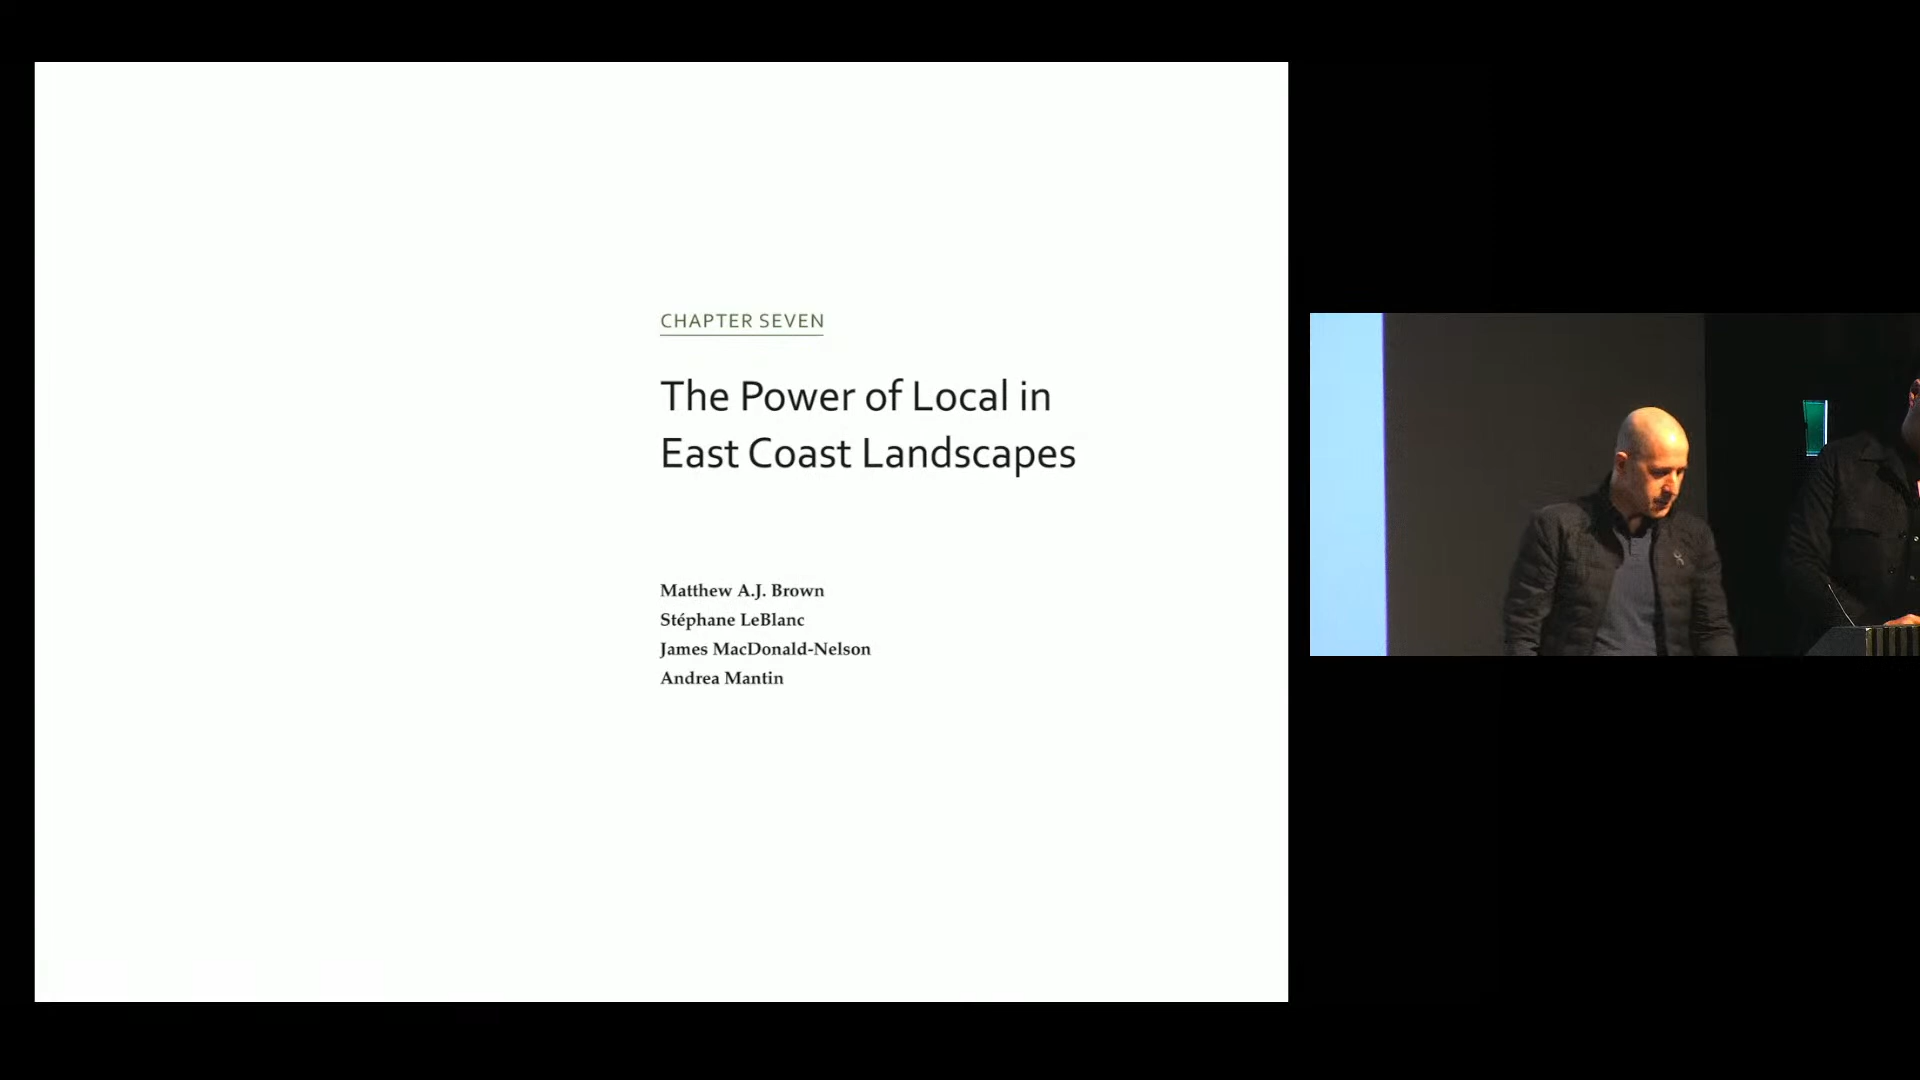 CHAPTER SEVEN
The Power of Local in
East Coast Landscapes
Matthew A.J. Brown
Stéphane LeBlanc
James MacDonald-Nelson
Andrea Mantin